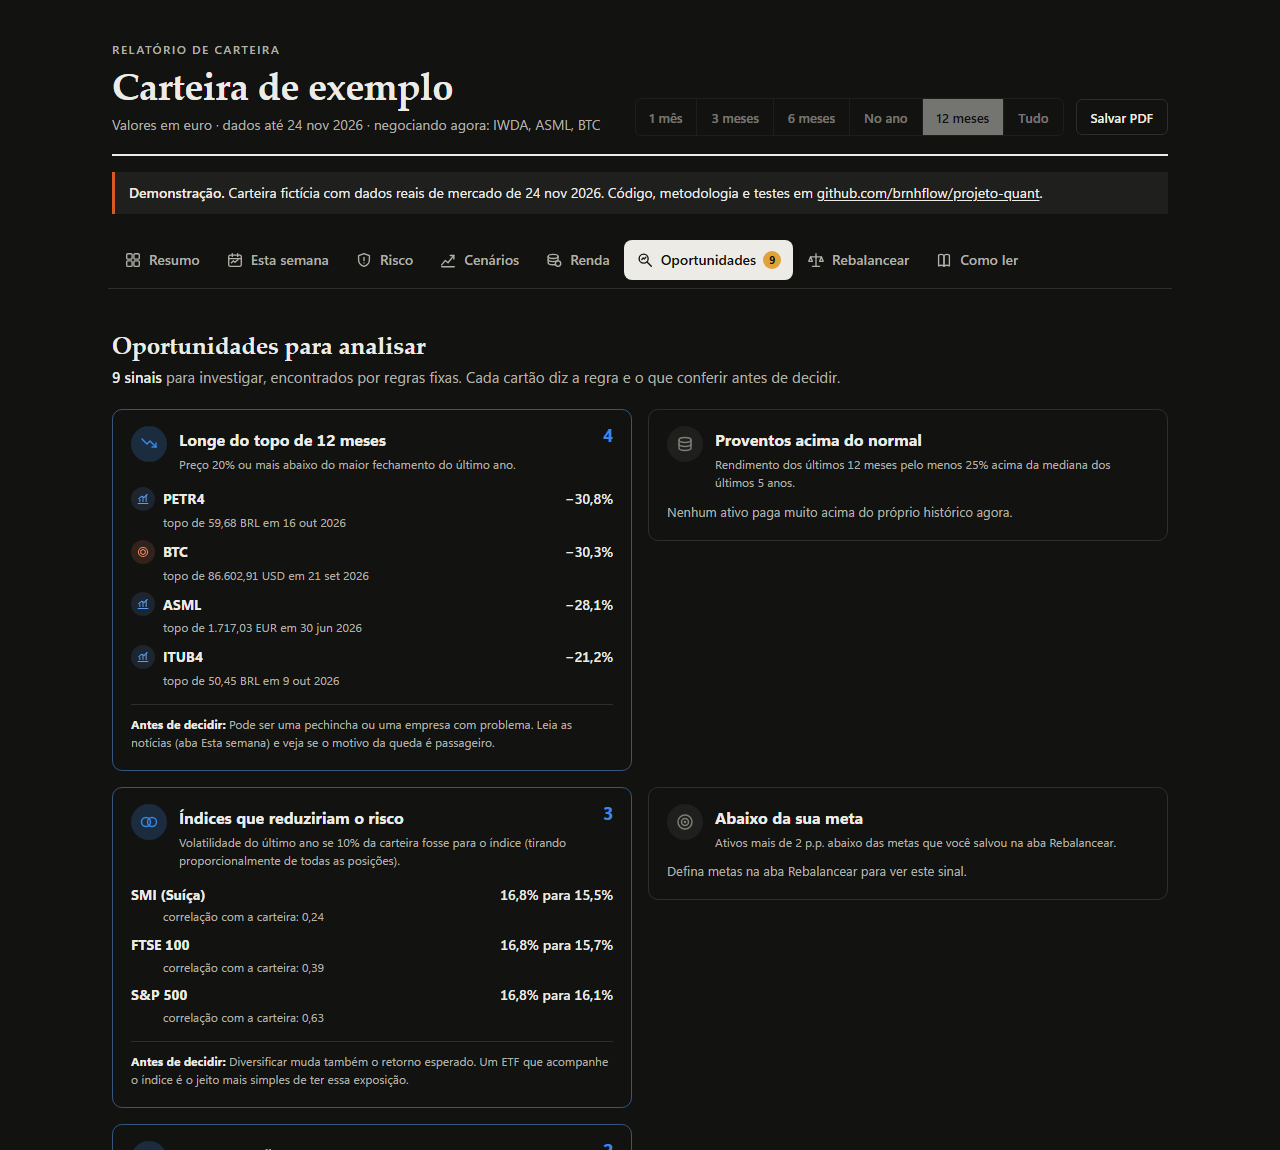 RELATÓRIO DE CARTEIRA
Carteira de exemplo
Valores em euro · dados até 24 nov 2026 · negociando agora: IWDA, ASML, BTC
1 mês
3 meses
6 meses
No ano
12 meses
Tudo
Salvar PDF
Demonstração. Carteira fictícia com dados reais de mercado de 24 nov 2026. Código, metodologia e testes em github.com/brnhflow/projeto-quant.
Resumo
Esta semana
Risco
Cenários
Renda
Oportunidades 9
Rebalancear
Como ler
Oportunidades para analisar
9 sinais para investigar, encontrados por regras fixas. Cada cartão diz a regra e o que conferir antes de decidir.
Longe do topo de 12 meses 4
Preço 20% ou mais abaixo do maior fechamento do último ano.
PETR4 −30,8%
topo de 59,68 BRL em 16 out 2026
BTC −30,3%
topo de 86.602,91 USD em 21 set 2026
ASML −28,1%
topo de 1.717,03 EUR em 30 jun 2026
ITUB4 −21,2%
topo de 50,45 BRL em 9 out 2026
Antes de decidir: Pode ser uma pechincha ou uma empresa com problema. Leia as
notícias (aba Esta semana) e veja se o motivo da queda é passageiro.
Proventos acima do normal
Rendimento dos últimos 12 meses pelo menos 25% acima da mediana dos
últimos 5 anos.
Nenhum ativo paga muito acima do próprio histórico agora.
Índices que reduziriam o risco 3
Volatilidade do último ano se 10% da carteira fosse para o índice (tirando
proporcionalmente de todas as posições).
SMI (Suíça) 16,8% para 15,5%
correlação com a carteira: 0,24
FTSE 100 16,8% para 15,7%
correlação com a carteira: 0,39
S&P 500 16,8% para 16,1%
correlação com a carteira: 0,63
Antes de decidir: Diversificar muda também o retorno esperado. Um ETF que acompanhe
o índice é o jeito mais simples de ter essa exposição.
Abaixo da sua meta
Ativos mais de 2 p.p. abaixo das metas que você salvou na aba Rebalancear.
Defina metas na aba Rebalancear para ver este sinal.